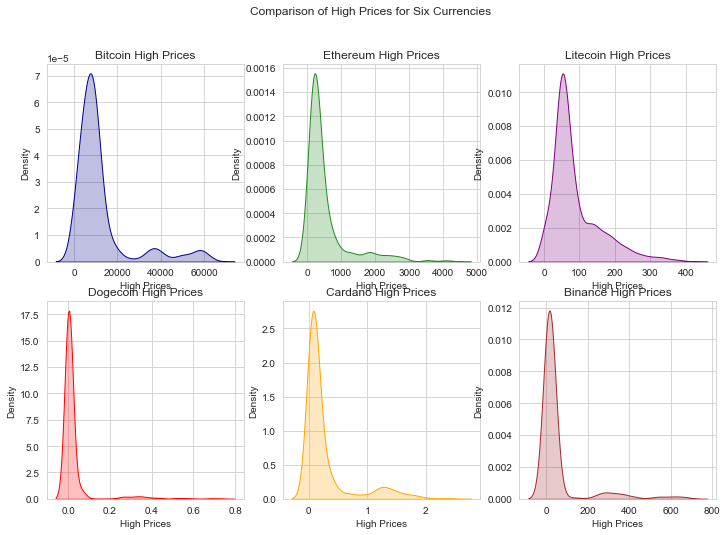 Comparison of High Prices for Six Currencies
Bitcoin High Prices
1e−5
Density
7
6
5
4
3
2
1
0
0 20000 40000 60000
High Prices
Ethereum High Prices
Density
0.0016
0.0014
0.0012
0.0010
0.0008
0.0006
0.0004
0.0002
0.0000
0 1000 2000 3000 4000 5000
High Prices
Litecoin High Prices
Density
0.010
0.008
0.006
0.004
0.002
0.000
0 100 200 300 400
High Prices
Dogecoin High Prices
Density
17.5
15.0
12.5
10.0
7.5
5.0
2.5
0.0
0.0 0.2 0.4 0.6 0.8
High Prices
Cardano High Prices
Density
2.5
2.0
1.5
1.0
0.5
0.0
0 1 2
High Prices
Binance High Prices
Density
0.012
0.010
0.008
0.006
0.004
0.002
0.000
0 200 400 600 800
High Prices